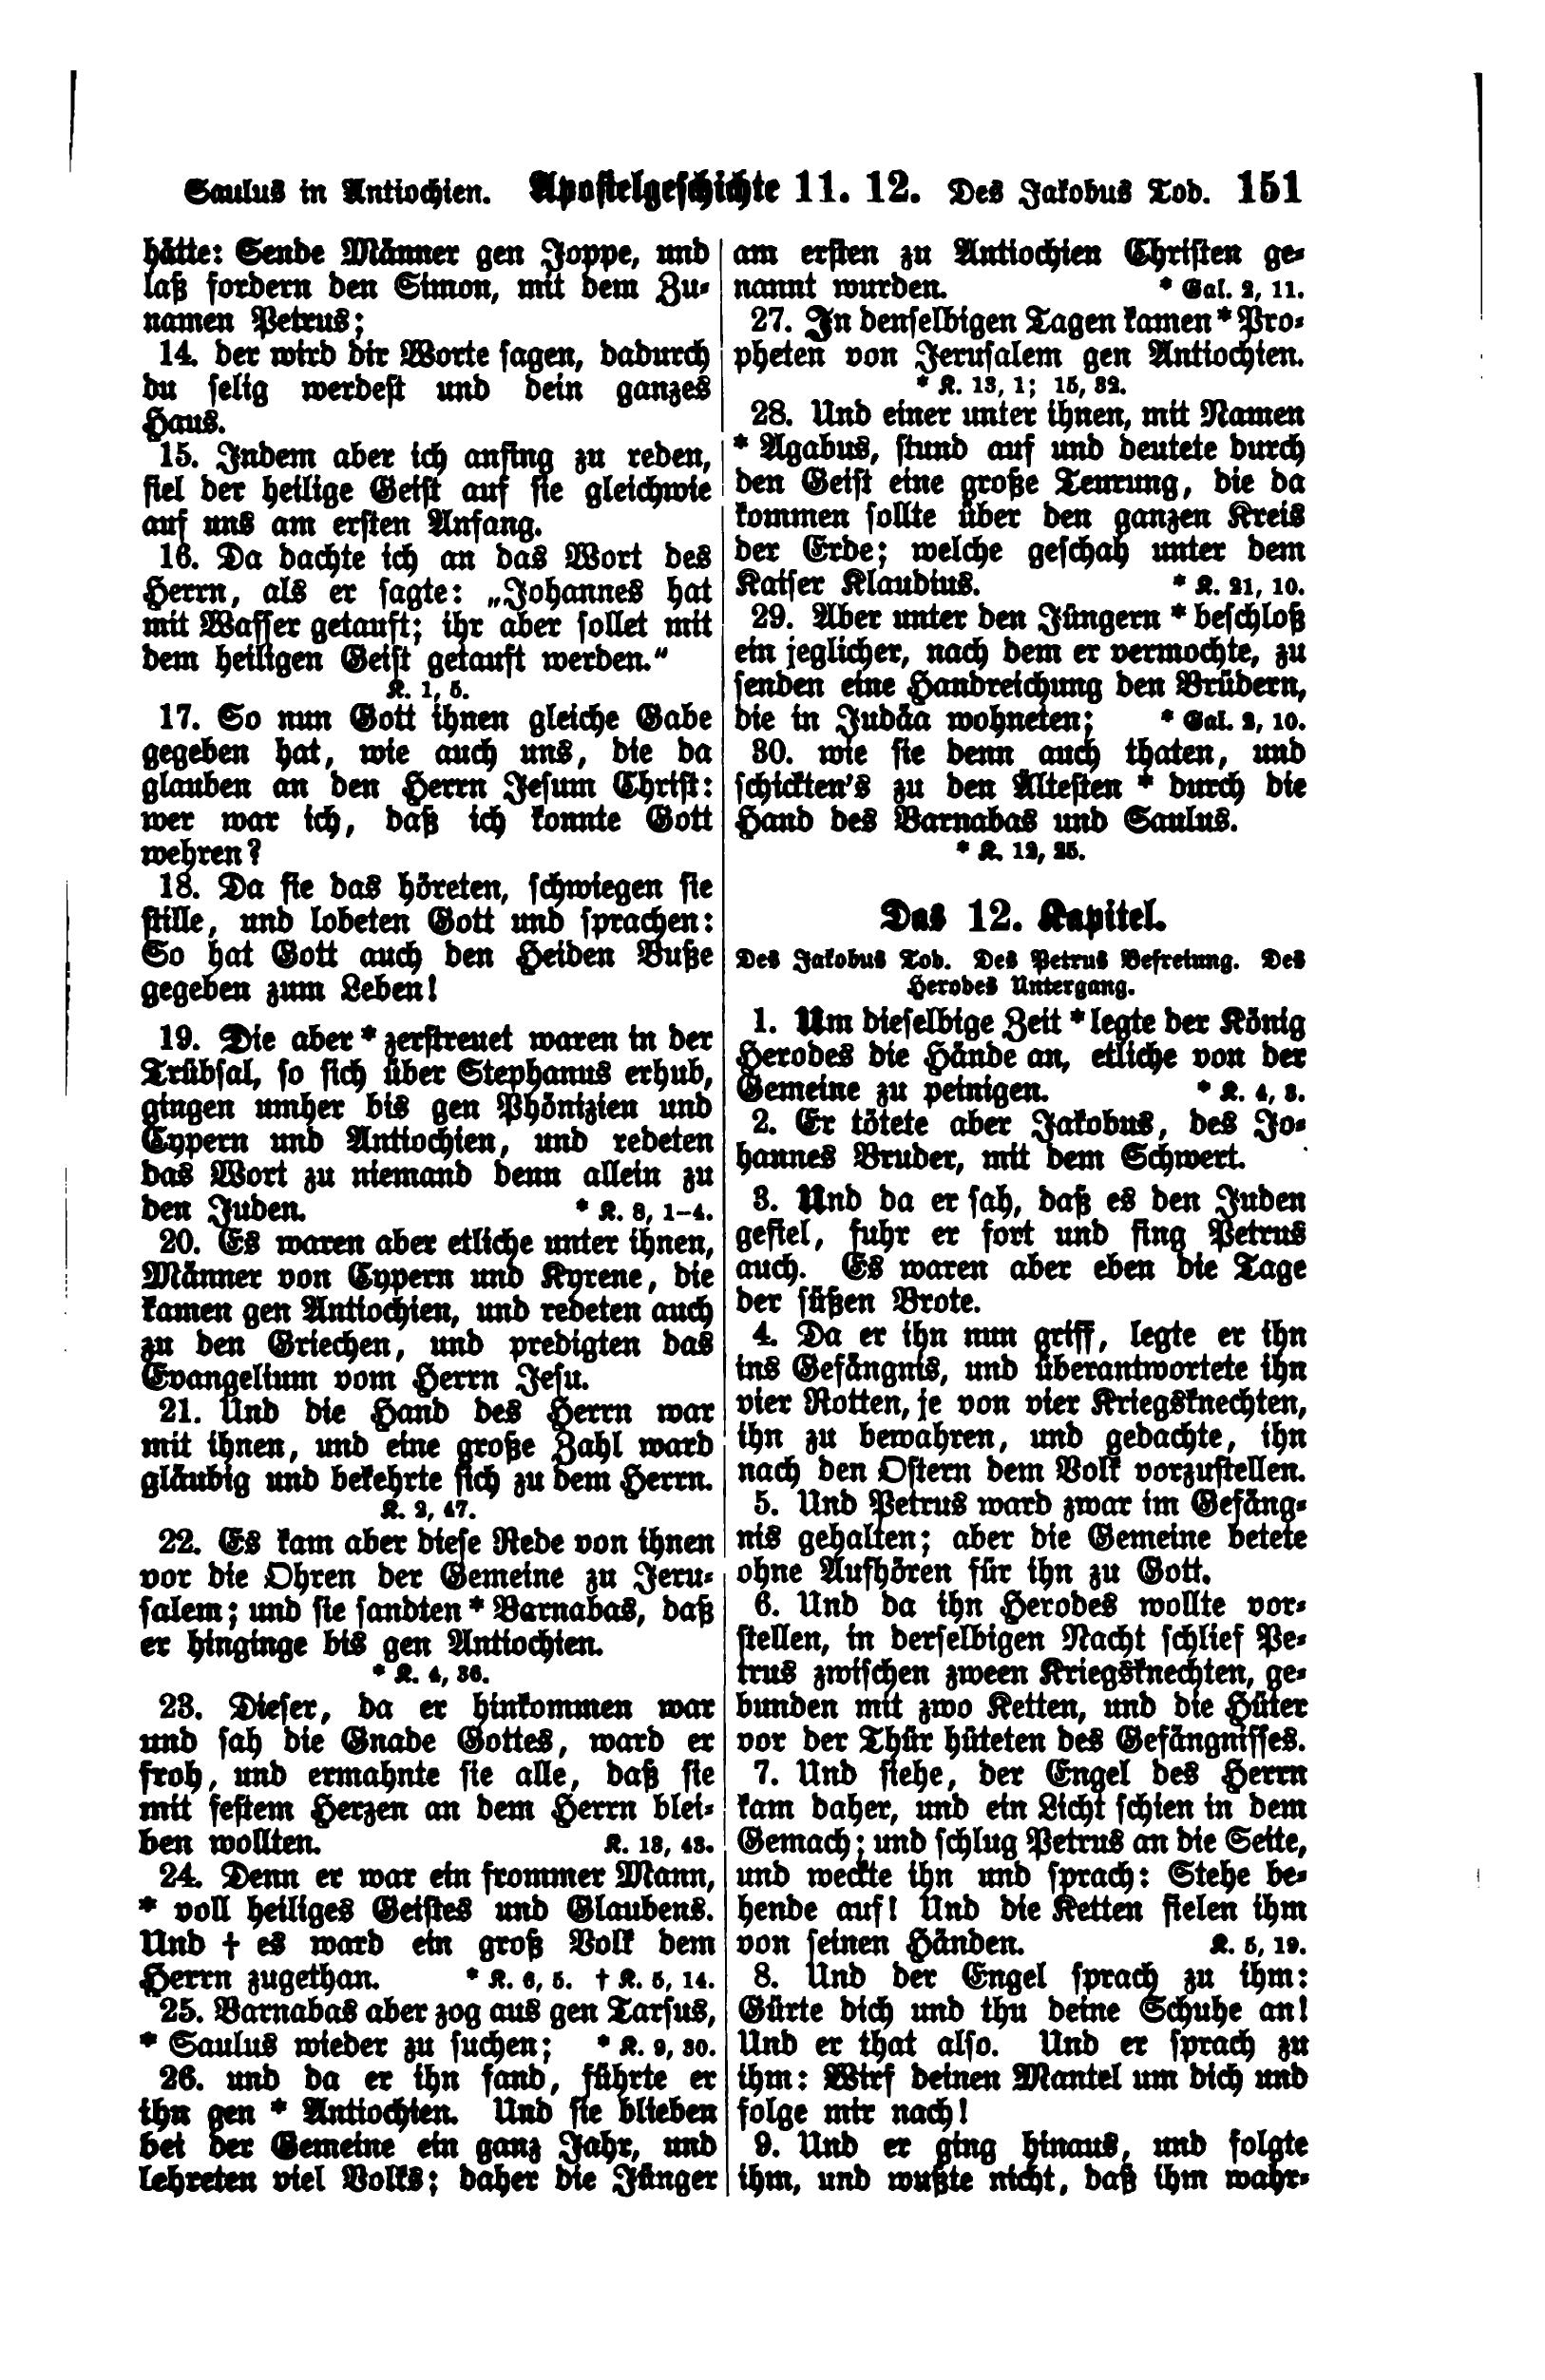 Saulus in Antiochien. Apostelgeschichte 11. 12. Des Jakobus Tod. 151
hätte: Sende Männer gen Joppe, und
laß fordern den Simon, mit dem Zu-
namen Petrus;
14. der wird dir Worte sagen, dadurch
du selig werdest und dein ganzes
Haus.
15. Indem aber ich anfing zu reden,
fiel der heilige Geist auf sie gleichwie
auf uns am ersten Anfang.
16. Da dachte ich an das Wort des
Herrn, als er sagte: „Johannes hat
mit Wasser getauft; ihr aber sollet mit
dem heiligen Geist getauft werden.“
K. 1, 5.
17. So nun Gott ihnen gleiche Gabe
gegeben hat, wie auch uns, die da
glauben an den Herrn Jesum Christ:
wer war ich, daß ich konnte Gott
wehren?
18. Da sie das höreten, schwiegen sie
stille, und lobeten Gott und sprachen:
So hat Gott auch den Heiden Buße
gegeben zum Leben!
19. Die aber * zerstreuet waren in der
Trübsal, so sich über Stephanus erhub,
gingen umher bis gen Phönizien und
Cypern und Antiochien, und redeten
das Wort zu niemand denn allein zu
den Juden. * K. 8, 1–4.
20. Es waren aber etliche unter ihnen,
Männer von Cypern und Kyrene, die
kamen gen Antiochien, und redeten auch
zu den Griechen, und predigten das
Evangelium vom Herrn Jesu.
21. Und die Hand des Herrn war
mit ihnen, und eine große Zahl ward
gläubig und bekehrte sich zu dem Herrn.
K. 2, 47.
22. Es kam aber diese Rede von ihnen
vor die Ohren der Gemeine zu Jeru-
salem; und sie sandten * Barnabas, daß
er hinginge bis gen Antiochien.
* K. 4, 36.
23. Dieser, da er hinkommen war
und sah die Gnade Gottes, ward er
froh, und ermahnte sie alle, daß sie
mit festem Herzen an dem Herrn blei-
ben wollten. K. 13, 43.
24. Denn er war ein frommer Mann,
* voll heiliges Geistes und Glaubens.
Und † es ward ein groß Volk dem
Herrn zugethan. * K. 6, 5. † K. 5, 14.
25. Barnabas aber zog aus gen Tarsus,
* Saulus wieder zu suchen; * K. 9, 30.
26. und da er ihn fand, führte er
ihn gen * Antiochien. Und sie blieben
bei der Gemeine ein ganz Jahr, und
lehreten viel Volks; daher die Jünger
am ersten zu Antiochien Christen ge-
nannt wurden. * Gal. 2, 11.
27. In denselbigen Tagen kamen * Pro-
pheten von Jerusalem gen Antiochien.
* K. 13, 1; 15, 32.
28. Und einer unter ihnen, mit Namen
* Agabus, stund auf und deutete durch
den Geist eine große Teurung, die da
kommen sollte über den ganzen Kreis
der Erde; welche geschah unter dem
Kaiser Klaudius. * K. 21, 10.
29. Aber unter den Jüngern * beschloß
ein jeglicher, nach dem er vermochte, zu
senden eine Handreichung den Brüdern,
die in Judäa wohneten; * Gal. 2, 10.
30. wie sie denn auch thaten, und
schickten's zu den Ältesten * durch die
Hand des Barnabas und Saulus.
* K. 12, 25.
Das 12. Kapitel.
Des Jakobus Tod. Des Petrus Befreiung. Des
Herodes Untergang.
1. Um dieselbige Zeit * legte der König
Herodes die Hände an, etliche von der
Gemeine zu peinigen. * K. 4, 3.
2. Er tötete aber Jakobus, des Jo-
hannes Bruder, mit dem Schwert.
3. Und da er sah, daß es den Juden
gefiel, fuhr er fort und fing Petrus
auch. Es waren aber eben die Tage
der süßen Brote.
4. Da er ihn nun griff, legte er ihn
ins Gefängnis, und überantwortete ihn
vier Rotten, je von vier Kriegsknechten,
ihn zu bewahren, und gedachte, ihn
nach den Ostern dem Volk vorzustellen.
5. Und Petrus ward zwar im Gefäng-
nis gehalten; aber die Gemeine betete
ohne Aufhören für ihn zu Gott.
6. Und da ihn Herodes wollte vor-
stellen, in derselbigen Nacht schlief Pe-
trus zwischen zween Kriegsknechten, ge-
bunden mit zwo Ketten, und die Hüter
vor der Thür hüteten des Gefängnisses.
7. Und siehe, der Engel des Herrn
kam daher, und ein Licht schien in dem
Gemach; und schlug Petrus an die Seite,
und weckte ihn und sprach: Stehe be-
hende auf! Und die Ketten fielen ihm
von seinen Händen. K. 5, 19.
8. Und der Engel sprach zu ihm:
Gürte dich und thu deine Schuhe an!
Und er that also. Und er sprach zu
ihm: Wirf deinen Mantel um dich und
folge mir nach!
9. Und er ging hinaus, und folgte
ihm, und wußte nicht, daß ihm wahr-